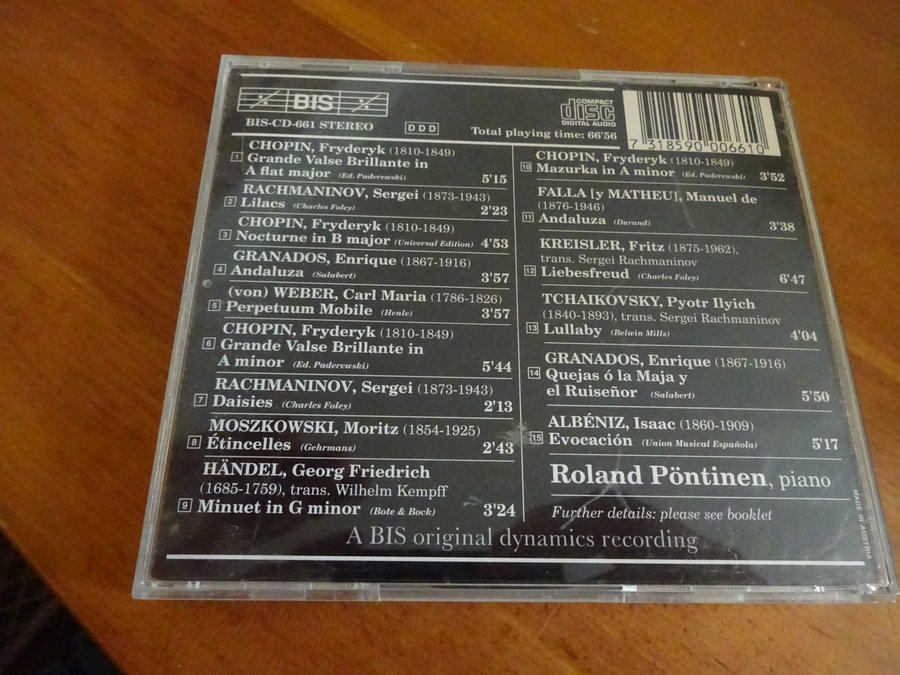 BIS
BIS-CD-661 STEREO
D D D
Total playing time: 66'56
COMPACT
disc
DIGITAL AUDIO
7 318590 006610
1 CHOPIN, Fryderyk (1810-1849)
Grande Valse Brillante in
A flat major (Ed. Paderewski) 5'15
2 RACHMANINOV, Sergei (1873-1943)
Lilacs (Charles Foley) 2'23
3 CHOPIN, Fryderyk (1810-1849)
Nocturne in B major (Universal Edition) 4'53
4 GRANADOS, Enrique (1867-1916)
Andaluza (Salabert) 3'57
5 (von) WEBER, Carl Maria (1786-1826)
Perpetuum Mobile (Henle) 3'57
6 CHOPIN, Fryderyk (1810-1849)
Grande Valse Brillante in
A minor (Ed. Paderewski) 5'44
7 RACHMANINOV, Sergei (1873-1943)
Daisies (Charles Foley) 2'13
8 MOSZKOWSKI, Moritz (1854-1925)
Étincelles (Gehrmans) 2'43
HÄNDEL, Georg Friedrich
(1685-1759), trans. Wilhelm Kempff
9 Minuet in G minor (Bote & Bock) 3'24
10 CHOPIN, Fryderyk (1810-1849)
Mazurka in A minor (Ed. Paderewski) 3'52
FALLA [y MATHEU], Manuel de
(1876-1946)
11 Andaluza (Durand) 3'38
KREISLER, Fritz (1875-1962),
trans. Sergei Rachmaninov
12 Liebesfreud (Charles Foley) 6'47
TCHAIKOVSKY, Pyotr Ilyich
(1840-1893), trans. Sergei Rachmaninov
13 Lullaby (Belwin Mills) 4'04
GRANADOS, Enrique (1867-1916)
14 Quejas ó la Maja y
el Ruiseñor (Salabert) 5'50
ALBÉNIZ, Isaac (1860-1909)
15 Evocación (Union Musical Española) 5'17
Roland Pöntinen, piano
Further details: please see booklet
A BIS original dynamics recording
MADE IN AUSTRIA